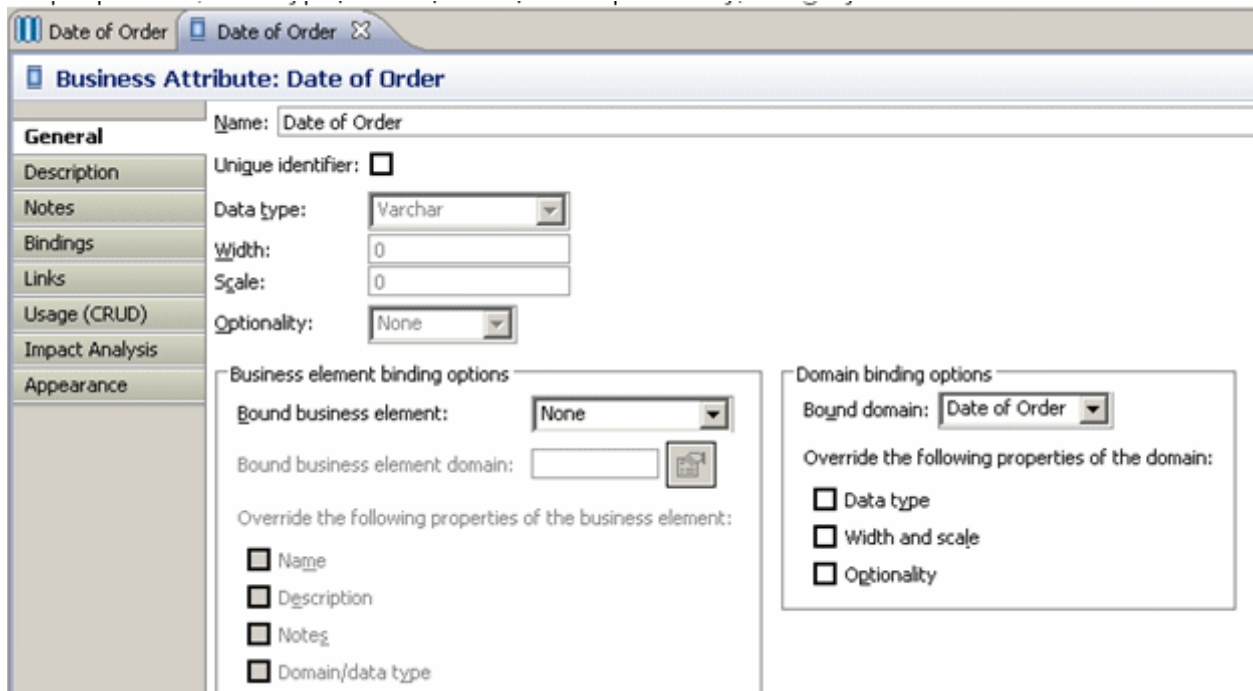 Date of Order Date of Order
Business Attribute: Date of Order
General
Description
Notes
Bindings
Links
Usage (CRUD)
Impact Analysis
Appearance
Name: Date of Order
Unique identifier:
Data type: Varchar
Width: 0
Scale: 0
Optionality: None
Business element binding options
Bound business element: None
Bound business element domain:
Override the following properties of the business element:
Name
Description
Notes
Domain/data type
Domain binding options
Bound domain: Date of Order
Override the following properties of the domain:
Data type
Width and scale
Optionality